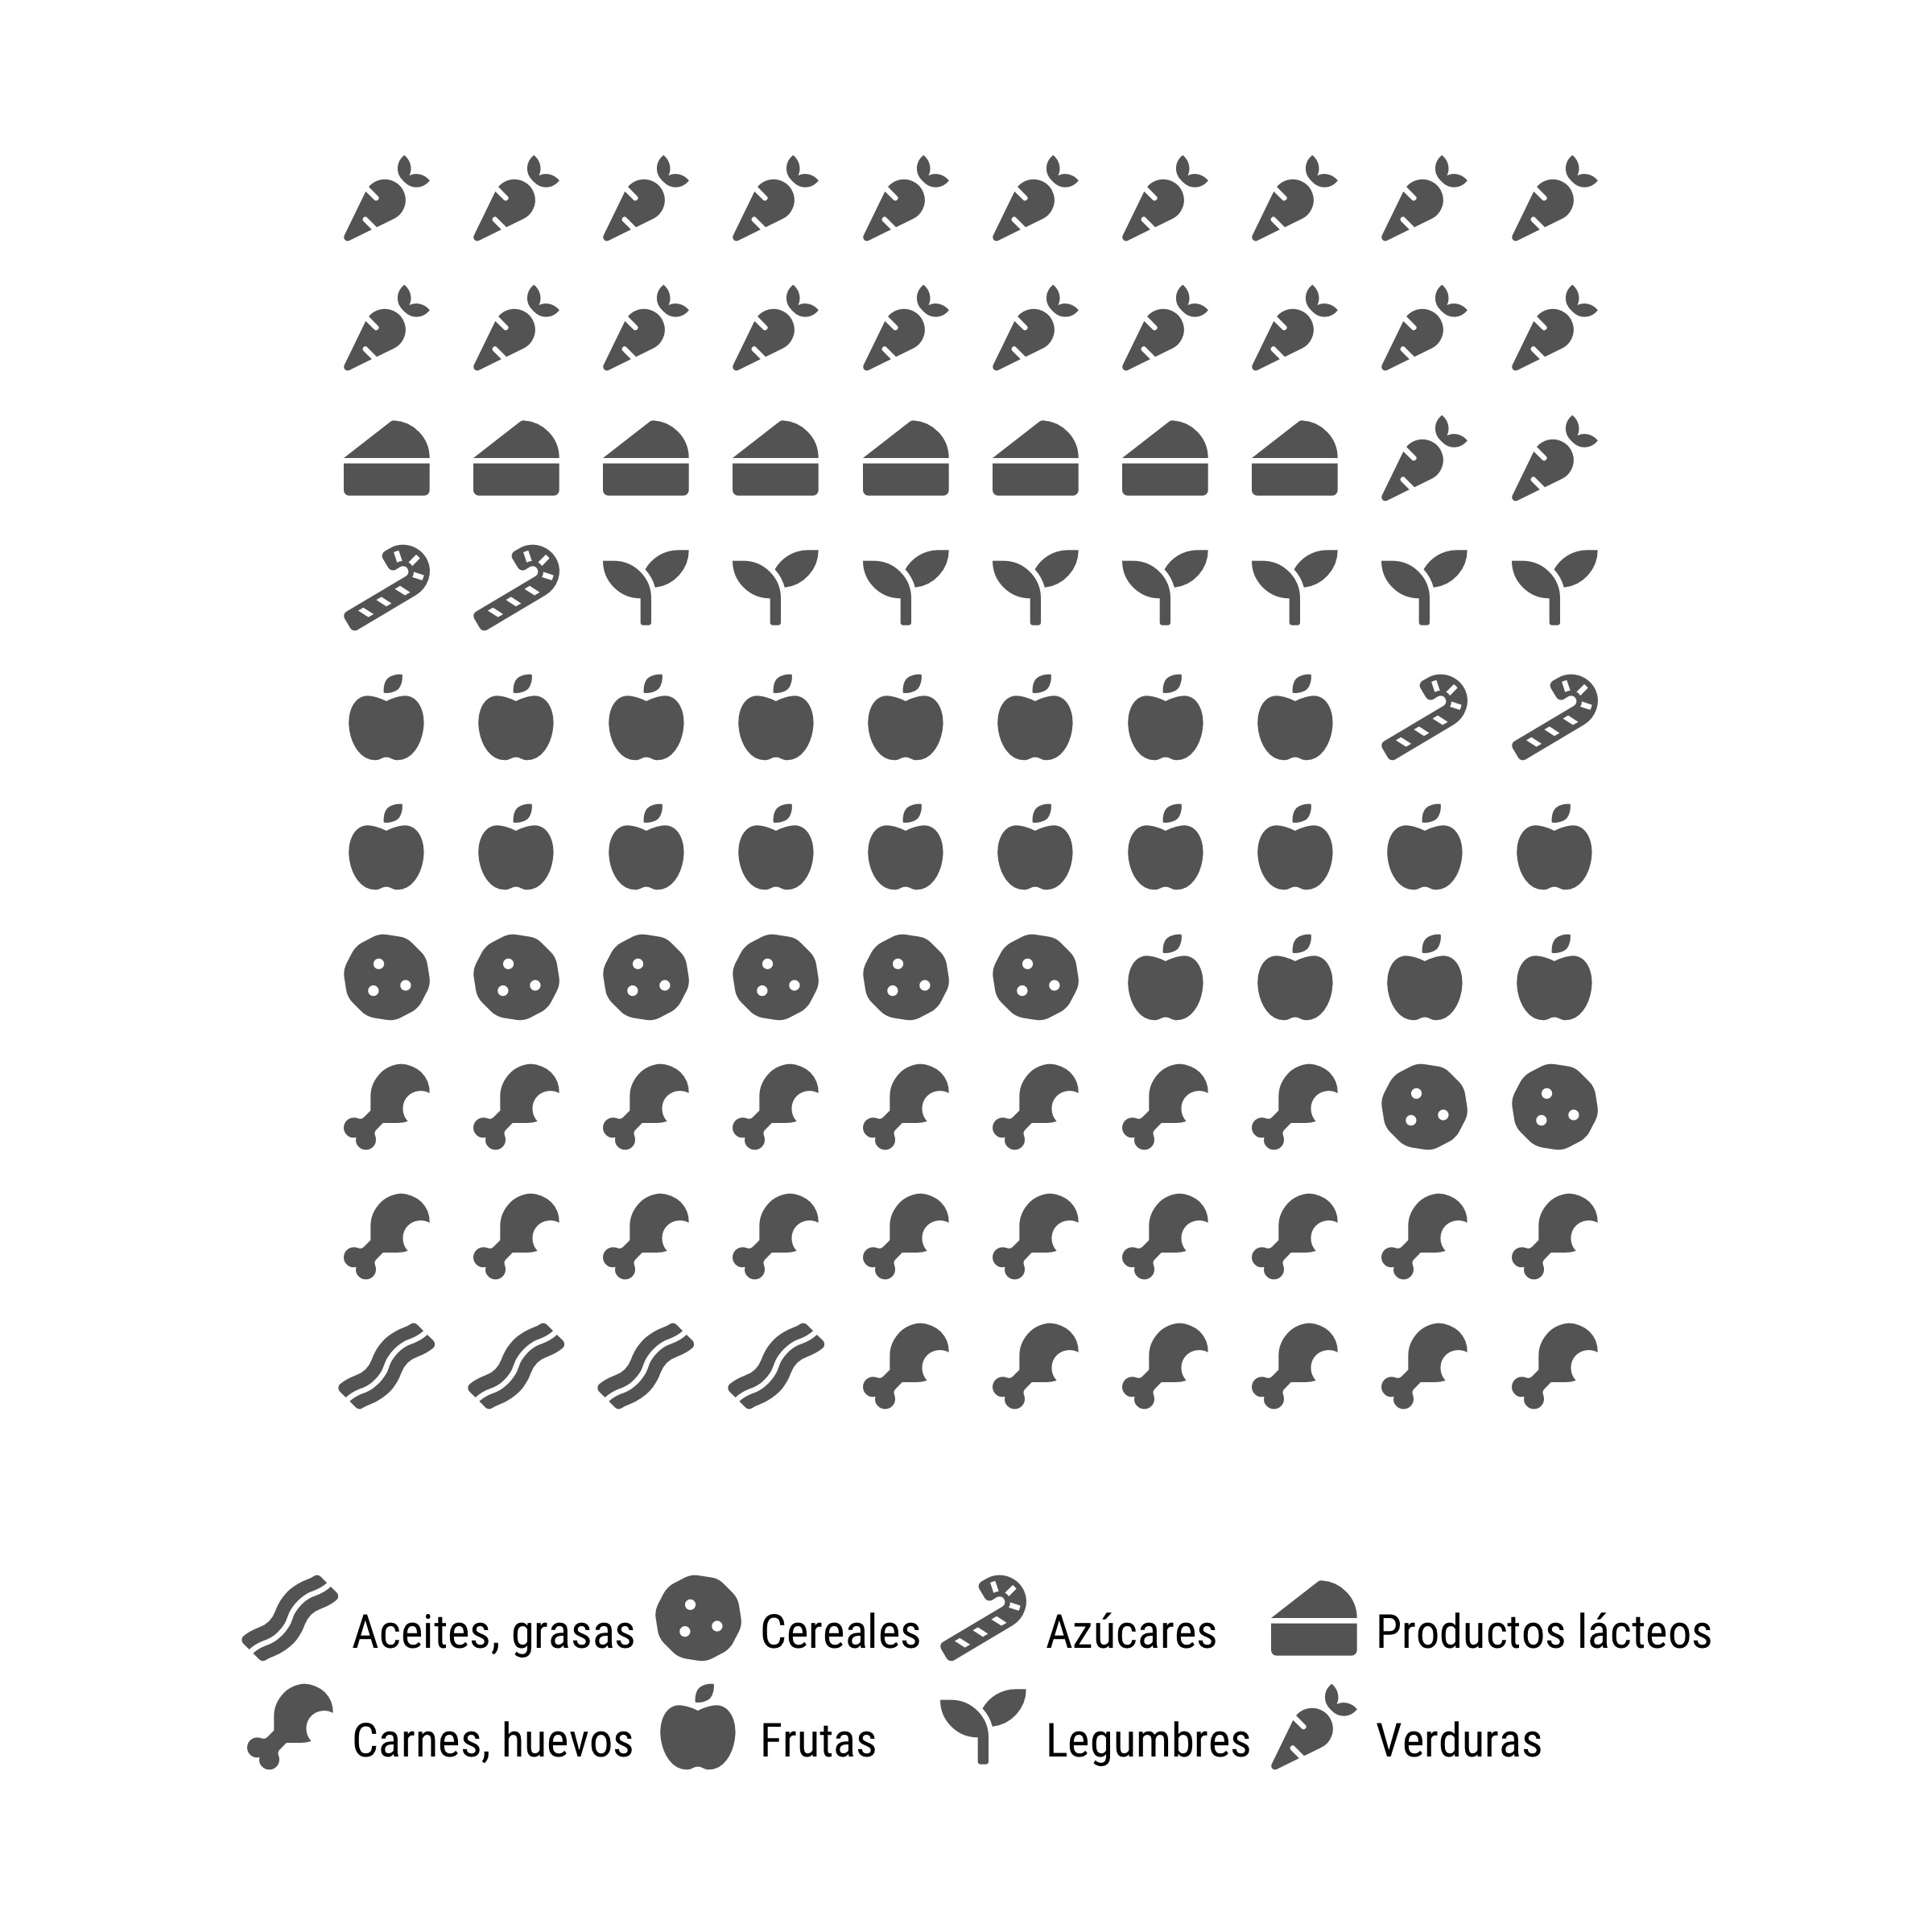 Aceites, grasas Cereales Azúcares Productos lácteos
Carnes, huevos Frutas Legumbres Verduras